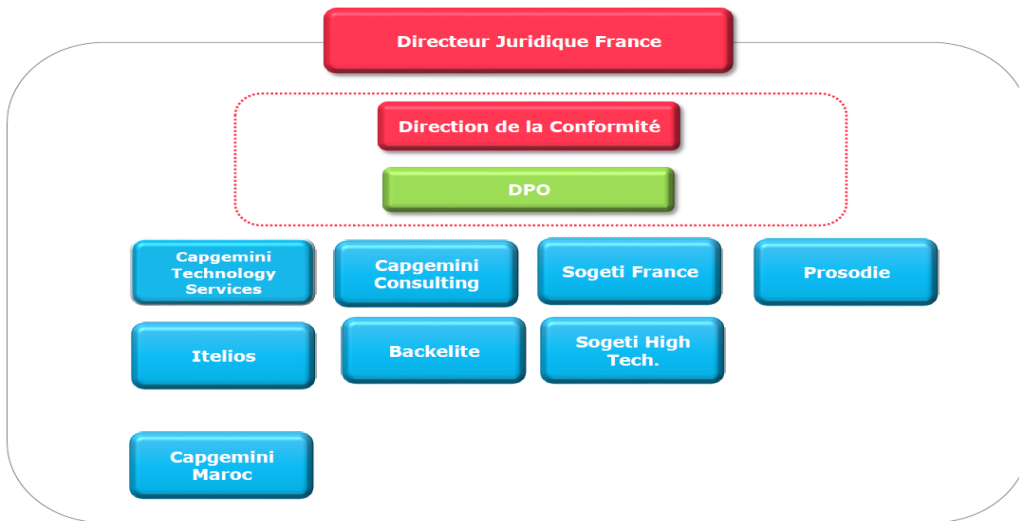 Directeur Juridique France
Direction de la Conformité
DPO
Capgemini
Technology
Services
Capgemini
Consulting
Sogeti France
Prosodie
Itelios
Backelite
Sogeti High
Tech.
Capgemini
Maroc